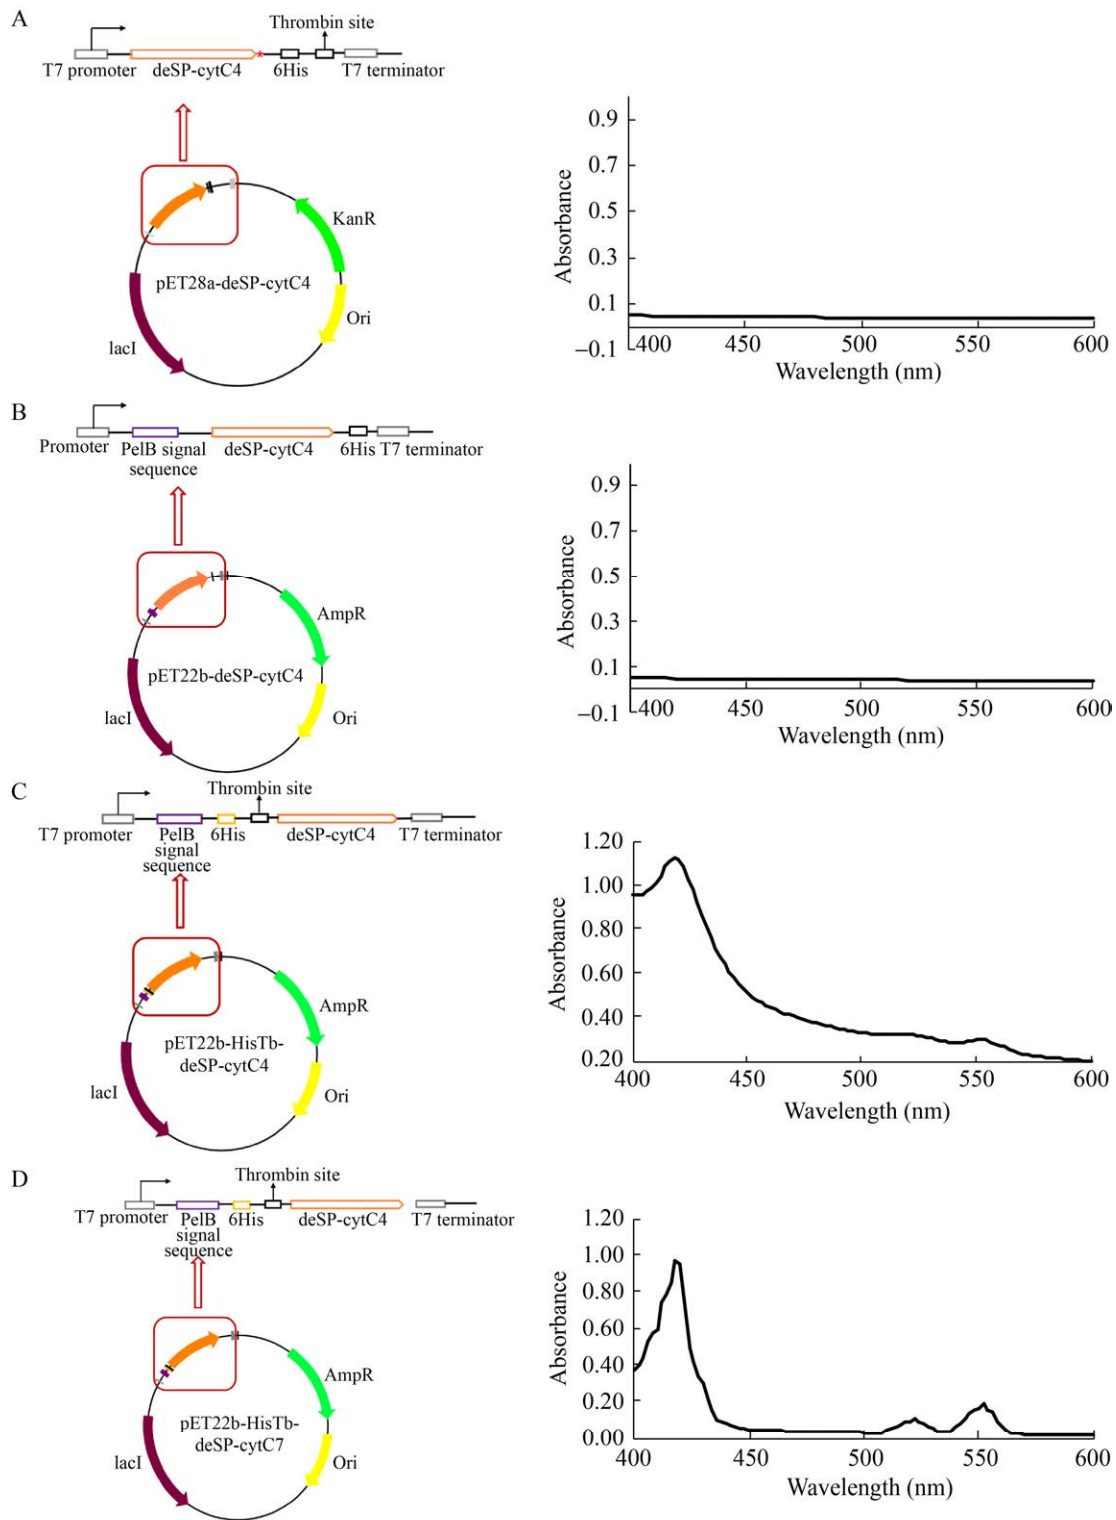 A
Thrombin site
T7 promoter
deSP-cytC4
*
6His
T7 terminator
KanR
pET28a-deSP-cytC4
Ori
lacI
Absorbance
0.9
0.7
0.5
0.3
0.1
–0.1
400
450
500
550
600
Wavelength (nm)
B
Promoter
PelB signal
sequence
deSP-cytC4
6His
T7 terminator
AmpR
pET22b-deSP-cytC4
lacI
Ori
Absorbance
0.9
0.7
0.5
0.3
0.1
–0.1
400
450
500
550
600
Wavelength (nm)
C
Thrombin site
T7 promoter
PelB
signal
sequence
6His
deSP-cytC4
T7 terminator
AmpR
pET22b-HisTb-
deSP-cytC4
lacI
Ori
Absorbance
1.20
1.00
0.80
0.60
0.40
0.20
400
450
500
550
600
Wavelength (nm)
D
Thrombin site
T7 promoter
PelB
signal
sequence
6His
deSP-cytC4
T7 terminator
AmpR
pET22b-HisTb-
deSP-cytC7
lacI
Ori
Absorbance
1.20
1.00
0.80
0.60
0.40
0.20
0.00
400
450
500
550
600
Wavelength (nm)